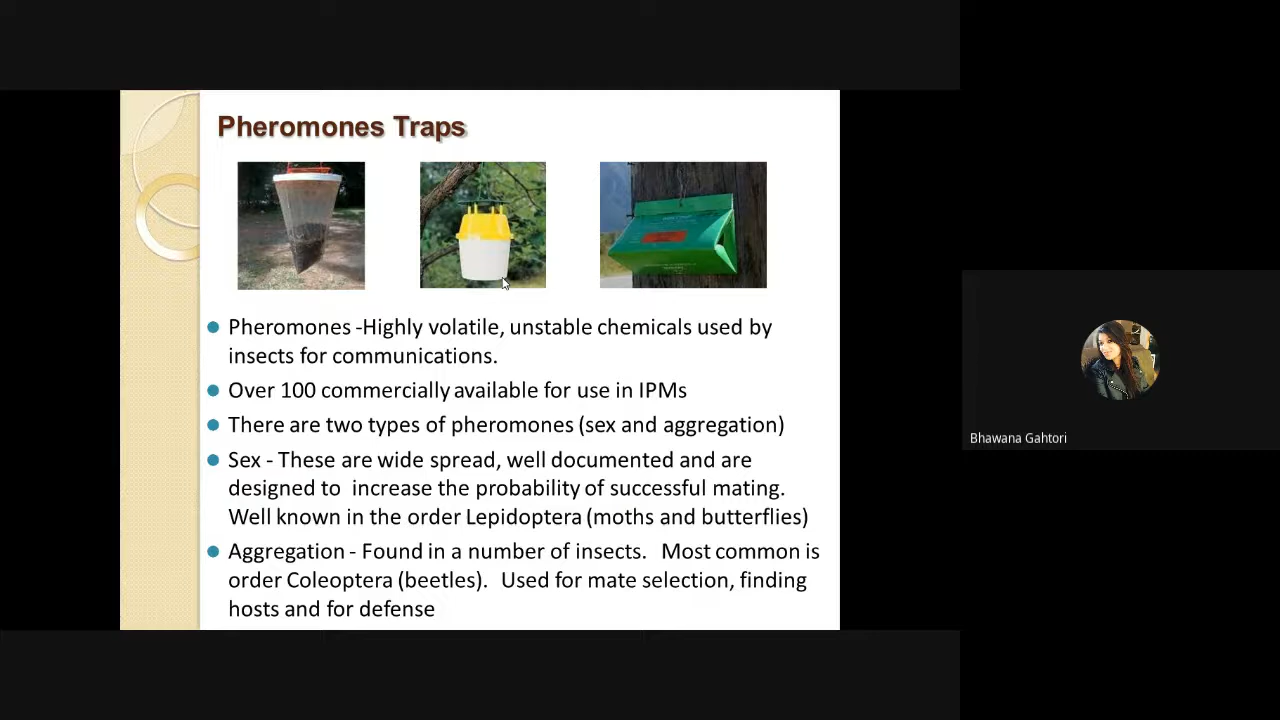 Pheromones Traps
Pheromones -Highly volatile, unstable chemicals used by
insects for communications.
Over 100 commercially available for use in IPMs
There are two types of pheromones (sex and aggregation)
Sex - These are wide spread, well documented and are
designed to increase the probability of successful mating.
Well known in the order Lepidoptera (moths and butterflies)
Aggregation - Found in a number of insects. Most common is
order Coleoptera (beetles). Used for mate selection, finding
hosts and for defense
Bhawana Gahtori